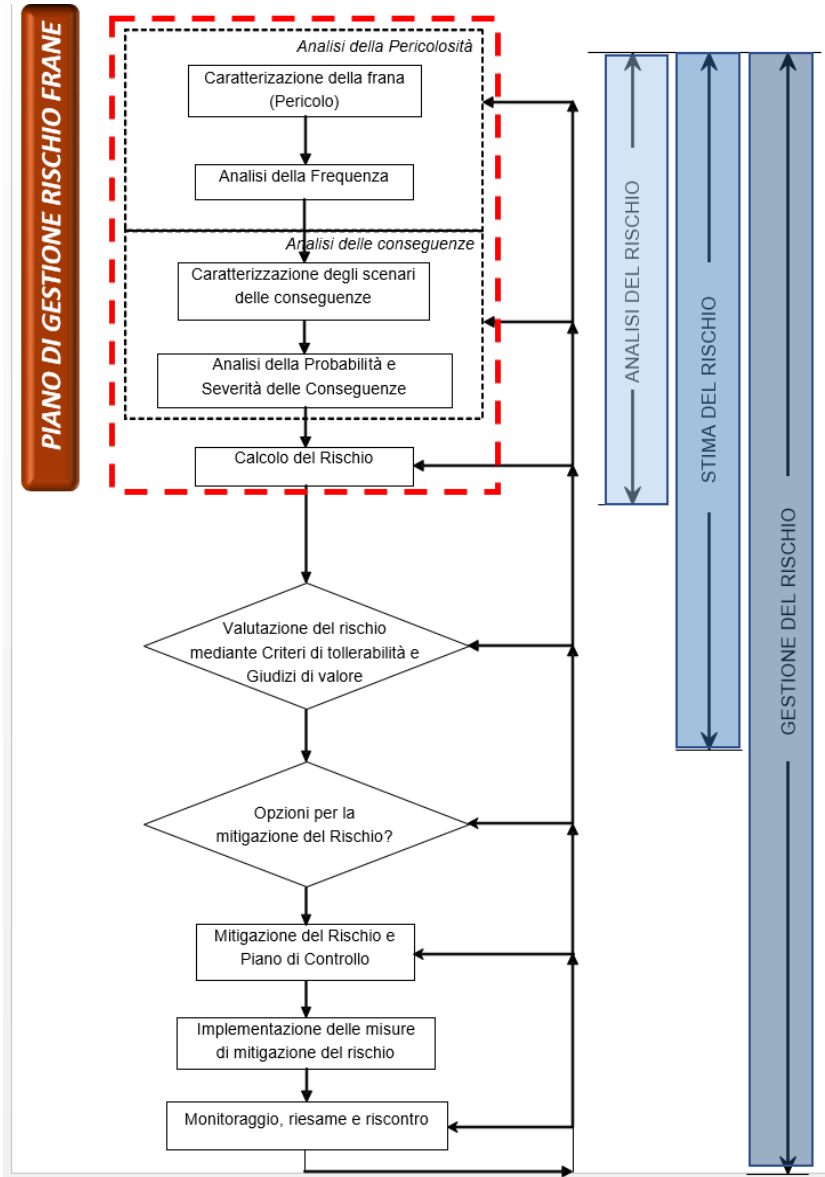 PIANO DI GESTIONE RISCHIO FRANE
Analisi della Pericolosità
Caratterizazione della frana
(Pericolo)
Analisi della Frequenza
Analisi delle conseguenze
Caratterizzazione degli scenari
delle conseguenze
Analisi della Probabilità e
Severità delle Conseguenze
Calcolo del Rischio
Valutazione del rischio
mediante Criteri di tollerabilità e
Giudizi di valore
Opzioni per la
mitigazione del Rischio?
Mitigazione del Rischio e
Piano di Controllo
Implementazione delle misure
di mitigazione del rischio
Monitoraggio, riesame e riscontro
ANALISI DEL RISCHIO
STIMA DEL RISCHIO
GESTIONE DEL RISCHIO